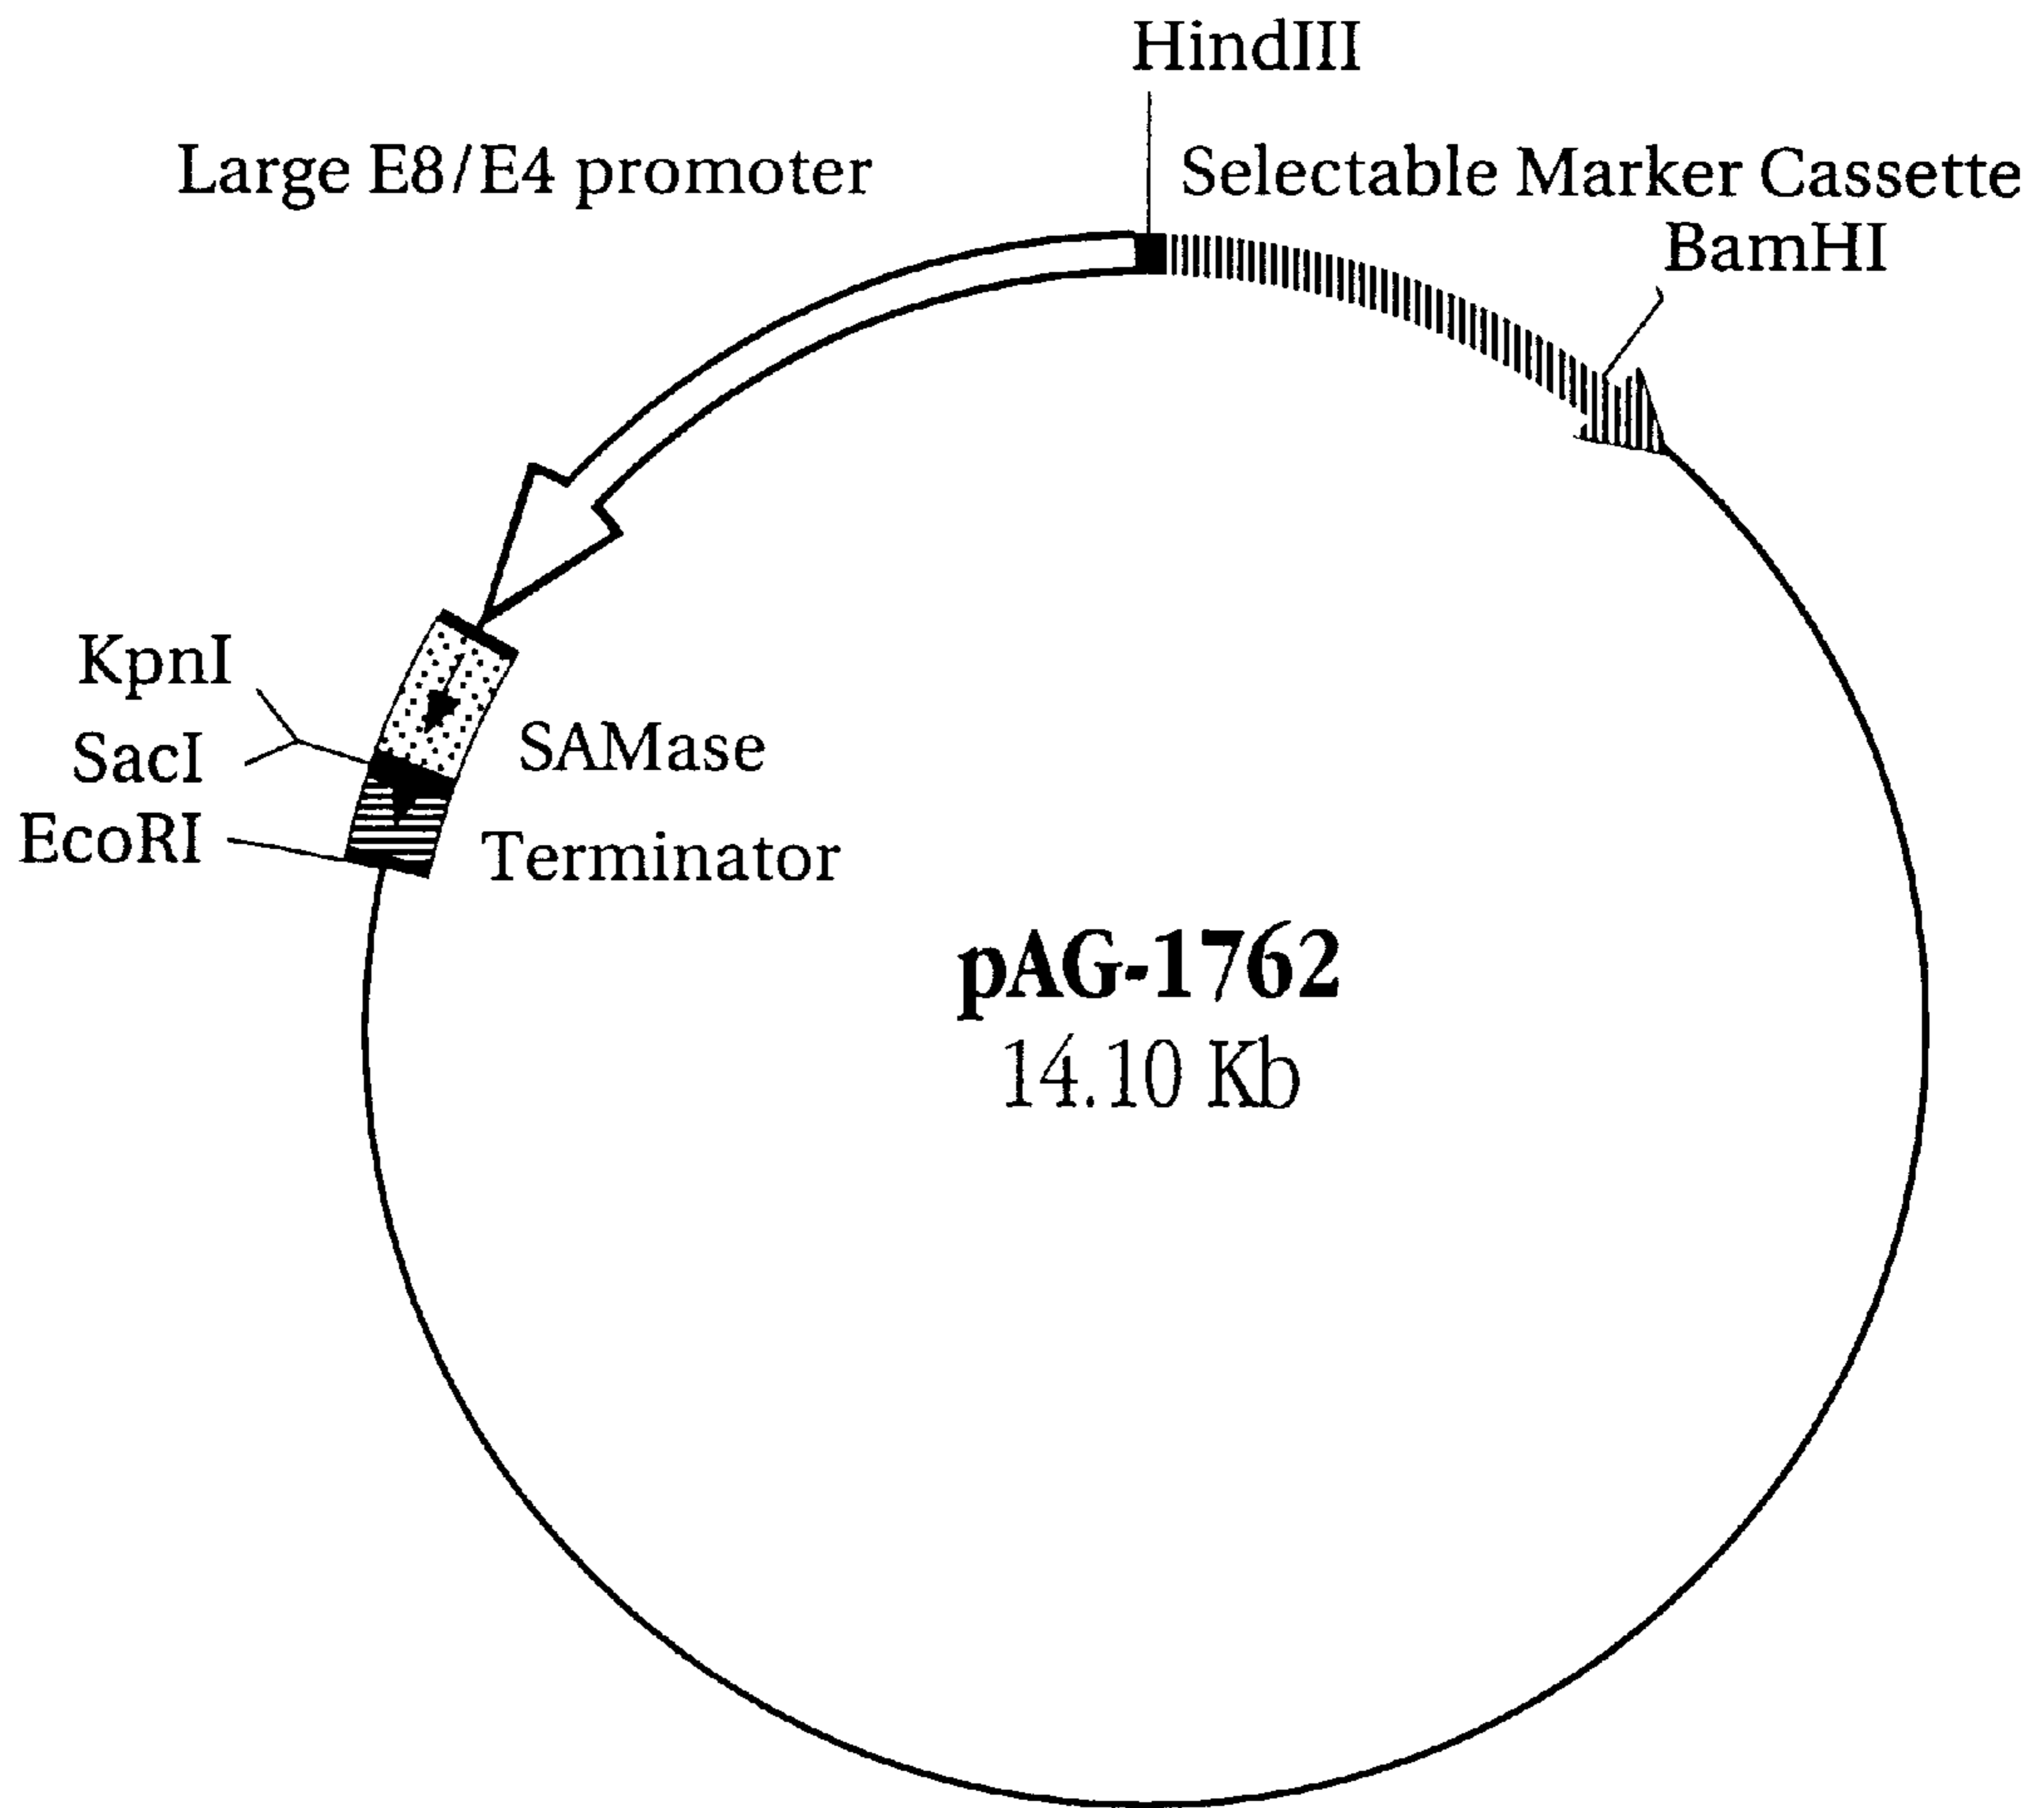 HindIII
Large E8/E4 promoter
Selectable Marker Cassette
BamHI
KpnI
SacI
SAMase
EcoRI
Terminator
pAG-1762
14.10 Kb